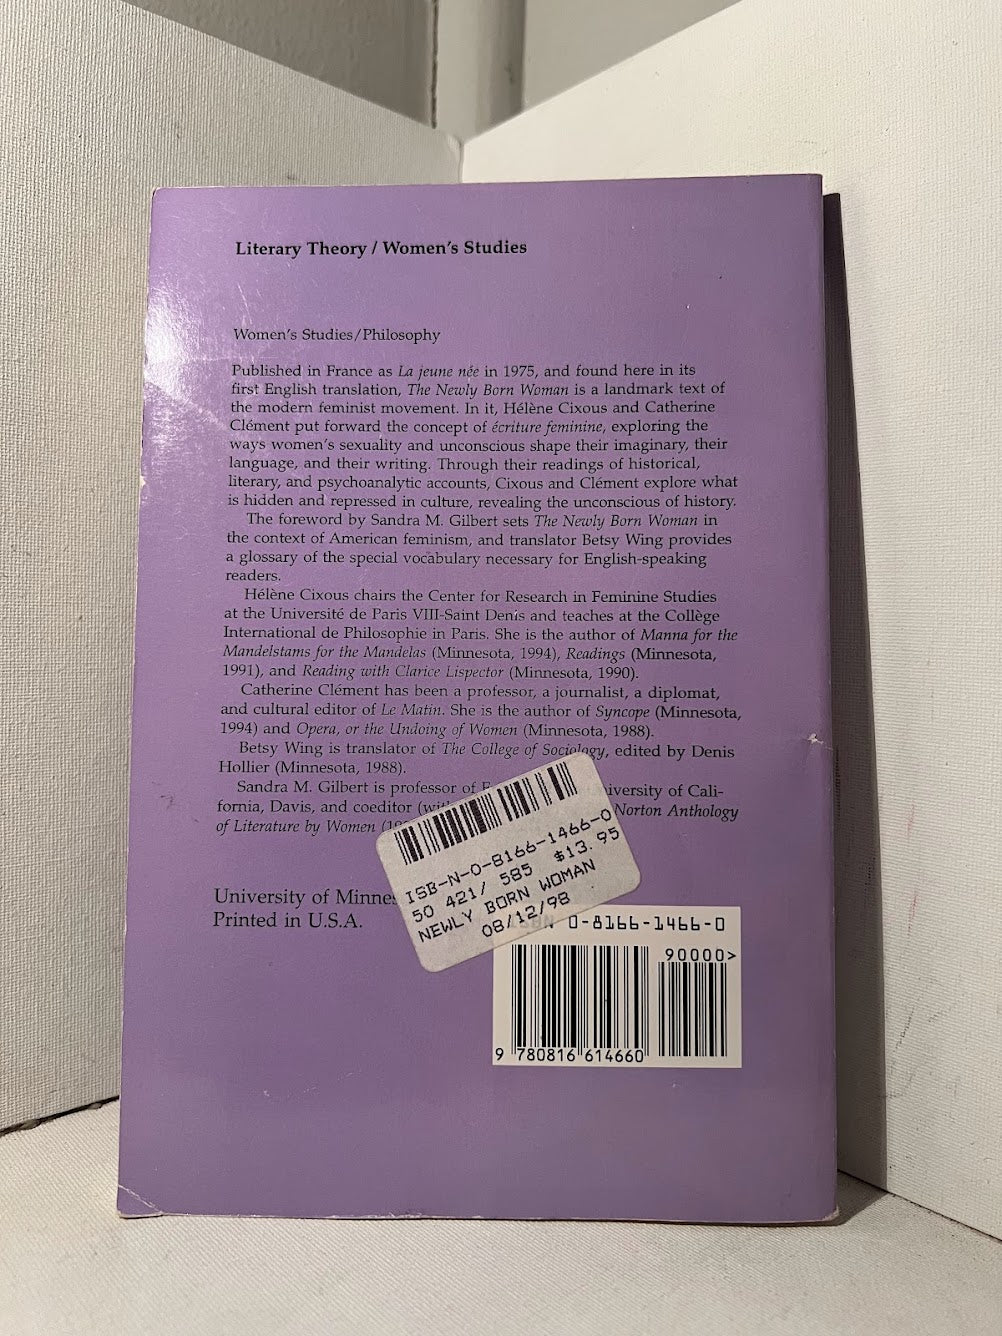 Literary Theory / Women's Studies
Women's Studies/Philosophy
Published in France as La jeune née in 1975, and found here in its
first English translation, The Newly Born Woman is a landmark text of
the modern feminist movement. In it, Hélène Cixous and Catherine
Clément put forward the concept of écriture feminine, exploring the
ways women's sexuality and unconscious shape their imaginary, their
language, and their writing. Through their readings of historical,
literary, and psychoanalytic accounts, Cixous and Clément explore what
is hidden and repressed in culture, revealing the unconscious of history.
The foreword by Sandra M. Gilbert sets The Newly Born Woman in
the context of American feminism, and translator Betsy Wing provides
a glossary of the special vocabulary necessary for English-speaking
readers.
Hélène Cixous chairs the Center for Research in Feminine Studies
at the Université de Paris VIII-Saint Denis and teaches at the Collège
International de Philosophie in Paris. She is the author of Manna for the
Mandelstams for the Mandelas (Minnesota, 1994), Readings (Minnesota,
1991), and Reading with Clarice Lispector (Minnesota, 1990).
Catherine Clément has been a professor, a journalist, a diplomat,
and cultural editor of Le Matin. She is the author of Syncope (Minnesota,
1994) and Opera, or the Undoing of Women (Minnesota, 1988).
Betsy Wing is translator of The College of Sociology, edited by Denis
Hollier (Minnesota, 1988).
Sandra M. Gilbert is professor of iversity of Cali-
fornia, Davis, and coeditor Norton Anthology
of Literature by Women
University of Minnes
Printed in U.S.A.
ISB-N-0-8166-1466-0
50 421/ 585 $13.95
NEWLY BORN WOMAN
08/12/98
ISBN 0-8166-1466-0
90000>
9 780816 614660